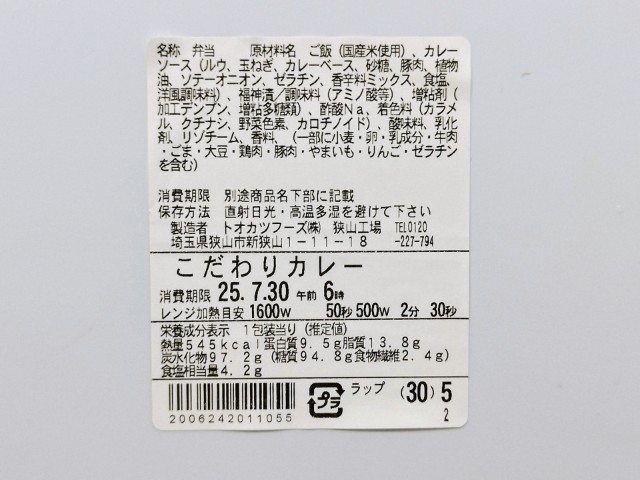 名称　弁当　　原材料名　ご飯（国産米使用）、カレー
ソース（ルウ、玉ねぎ、カレーベース、砂糖、豚肉、植物
油、ソテーオニオン、ゼラチン、香辛料ミックス、食塩、
洋風調味料）、福神漬／調味料（アミノ酸等）、増粘剤（
加工デンプン、増粘多糖類）、酢酸Ｎａ、着色料（カラメ
ル、クチナシ、野菜色素、カロチノイド）、酸味料、乳化
剤、リゾチーム、香料、（一部に小麦・卵・乳成分・牛肉
・ごま・大豆・鶏肉・豚肉・やまいも・りんご・ゼラチン
を含む）
消費期限　別途商品名下部に記載
保存方法　直射日光・高温多湿を避けて下さい
製造者　トオカツフーズ㈱　狭山工場　TEL0120
埼玉県狭山市新狭山１－１１－１８　-227-794
こだわりカレー
消費期限 25. 7.30 午前 6時
レンジ加熱目安 1600W　50秒 500W　2分　30秒
栄養成分表示　１包装当り（推定値）
熱量５４５ｋｃａｌ蛋白質９．５ｇ脂質１３．８ｇ
炭水化物９７．２ｇ（糖質９４．８ｇ食物繊維２．４ｇ）
食塩相当量４．２ｇ
プラ　ラップ　（30）5
2006242011055　2